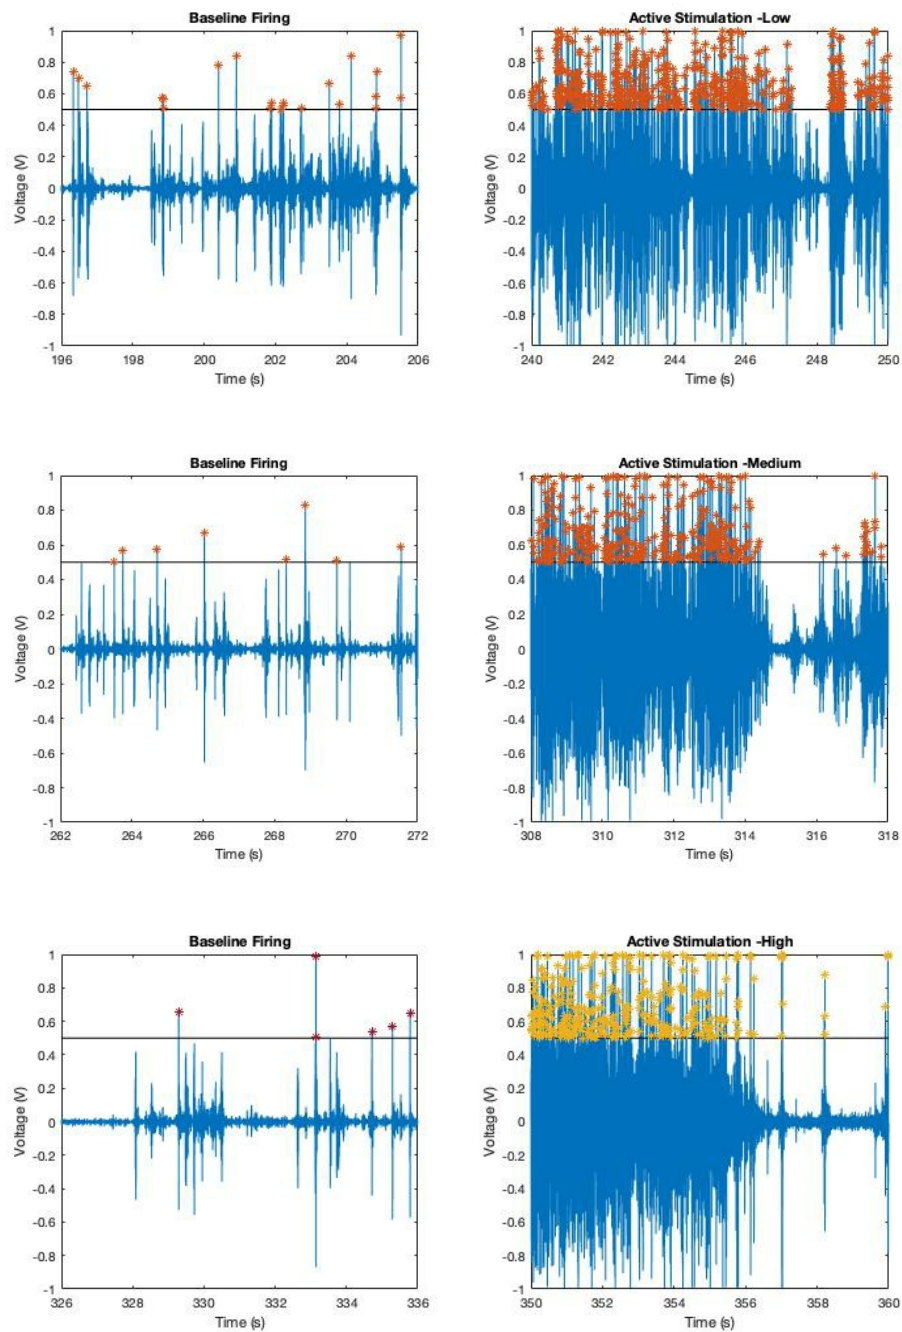 Baseline Firing
1
0.8
0.6
0.4
0.2
0
-0.2
-0.4
-0.6
-0.8
-1
Voltage (V)
196 198 200 202 204 206
Time (s)
Active Stimulation -Low
1
0.8
0.6
0.4
0.2
0
-0.2
-0.4
-0.6
-0.8
-1
Voltage (V)
240 242 244 246 248 250
Time (s)
Baseline Firing
1
0.8
0.6
0.4
0.2
0
-0.2
-0.4
-0.6
-0.8
-1
Voltage (V)
262 264 266 268 270 272
Time (s)
Active Stimulation -Medium
1
0.8
0.6
0.4
0.2
0
-0.2
-0.4
-0.6
-0.8
-1
Voltage (V)
308 310 312 314 316 318
Time (s)
Baseline Firing
1
0.8
0.6
0.4
0.2
0
-0.2
-0.4
-0.6
-0.8
-1
Voltage (V)
326 328 330 332 334 336
Time (s)
Active Stimulation -High
1
0.8
0.6
0.4
0.2
0
-0.2
-0.4
-0.6
-0.8
-1
Voltage (V)
350 352 354 356 358 360
Time (s)